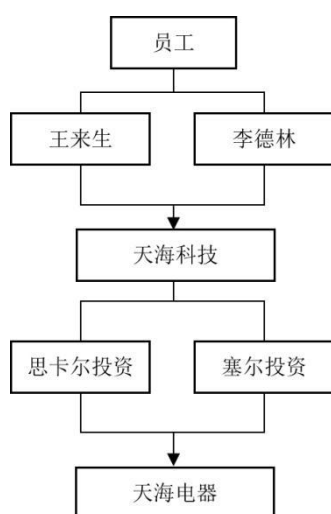 员工
王来生
李德林
天海科技
思卡尔投资
塞尔投资
天海电器